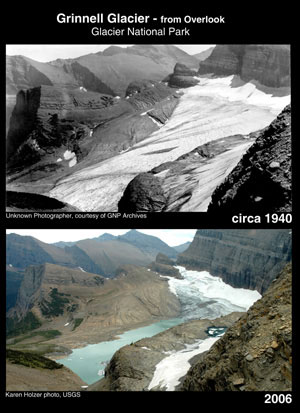 Grinnell Glacier - from Overlook
Glacier National Park
Unknown Photographer, courtesy of GNP Archives
circa 1940
Karen Holzer photo, USGS
2006